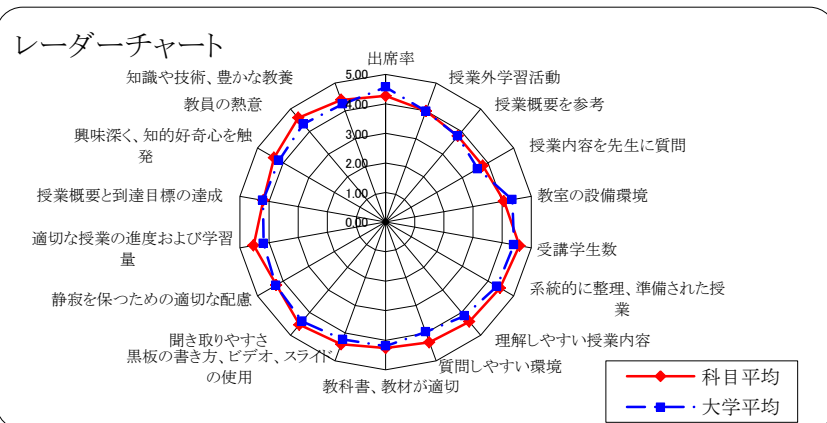 レーダーチャート
出席率
授業外学習活動
授業概要を参考
授業内容を先生に質問
教室の設備環境
受講学生数
系統的に整理、準備された授
業
理解しやすい授業内容
質問しやすい環境
教科書、教材が適切
黒板の書き方、ビデオ、スライド
の使用
聞き取りやすさ
静寂を保つための適切な配慮
適切な授業の進度および学習
量
授業概要と到達目標の達成
興味深く、知的好奇心を触
発
教員の熱意
知識や技術、豊かな教養
5.00
4.00
3.00
2.00
1.00
0.00
科目平均
大学平均